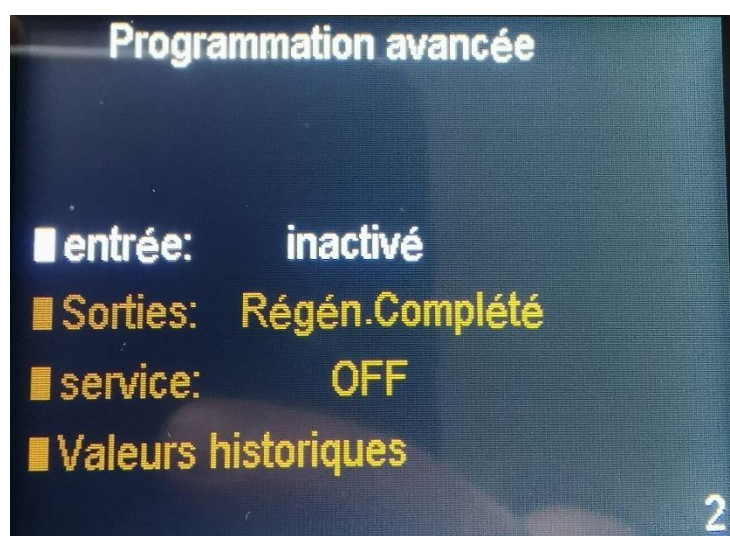 Programmation avancée
entrée: inactivé
Sorties: Régén.Complété
service: OFF
Valeurs historiques
2